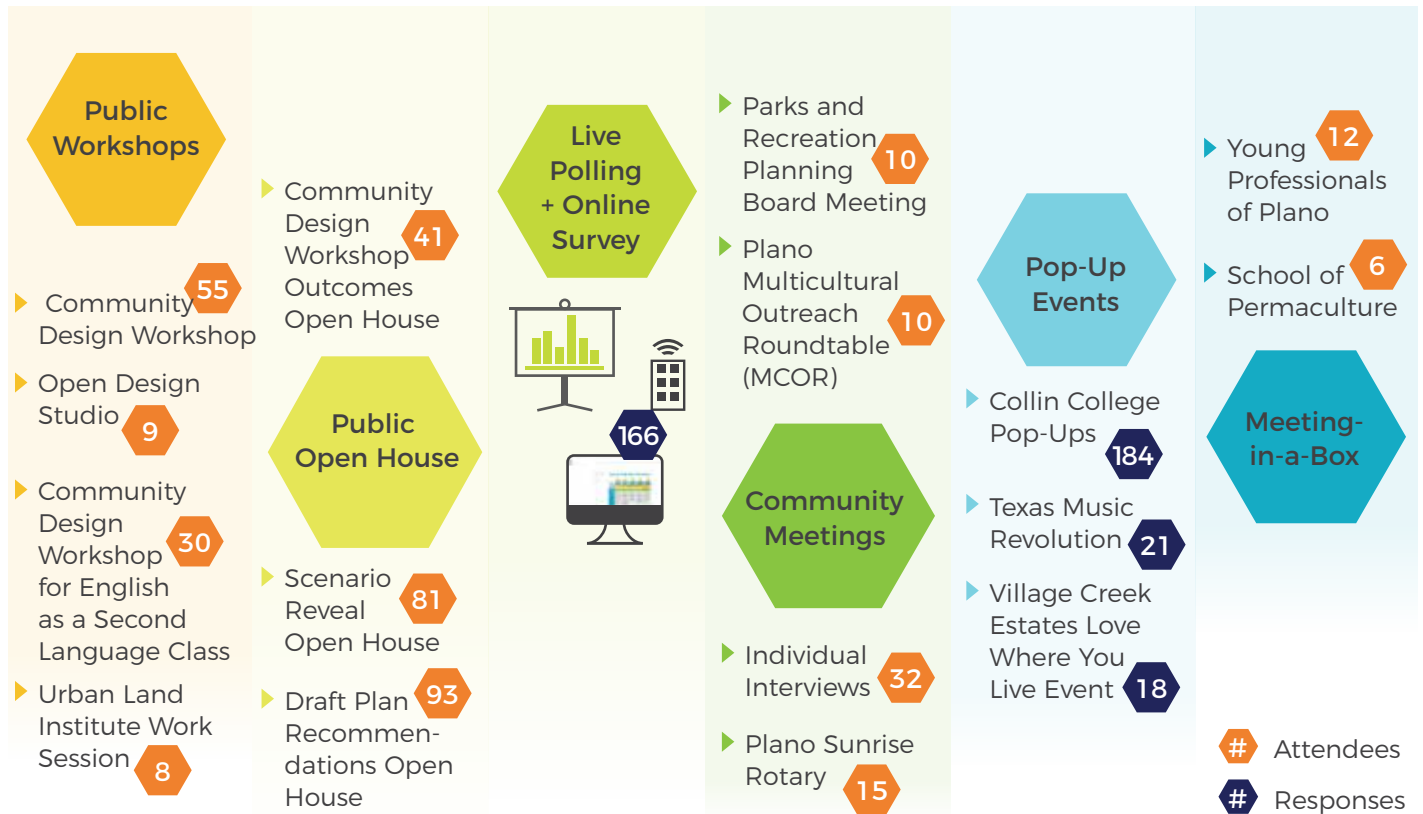 Public
Workshops
55
Community
Design Workshop
Open Design
Studio
9
Community
Design
Workshop
30
for English
as a Second
Language Class
Urban Land
Institute Work
Session
8
Community
Design
Workshop
41
Outcomes
Open House
Public
Open House
Scenario
Reveal
81
Open House
Draft Plan
93
Recommen-
dations Open
House
Live
Polling
+ Online
Survey
166
Parks and
Recreation
Planning
10
Board Meeting
Plano
Multicultural
Outreach
10
Roundtable
(MCOR)
Community
Meetings
Individual
Interviews
32
Plano Sunrise
Rotary
15
Pop-Up
Events
Collin College
Pop-Ups
184
Texas Music
Revolution
21
Village Creek
Estates Love
Where You
Live Event
18
Young
12
Professionals
of Plano
School of
6
Permaculture
Meeting-
in-a-Box
# Attendees
# Responses